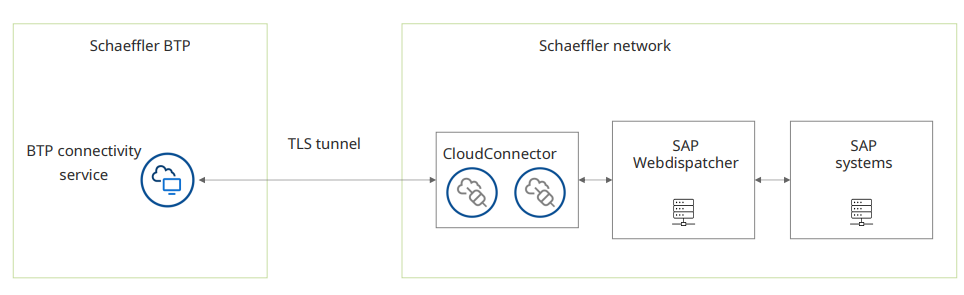 Schaeffler BTP
Schaeffler network
BTP connectivity
service
TLS tunnel
CloudConnector
SAP
Webdispatcher
SAP
systems